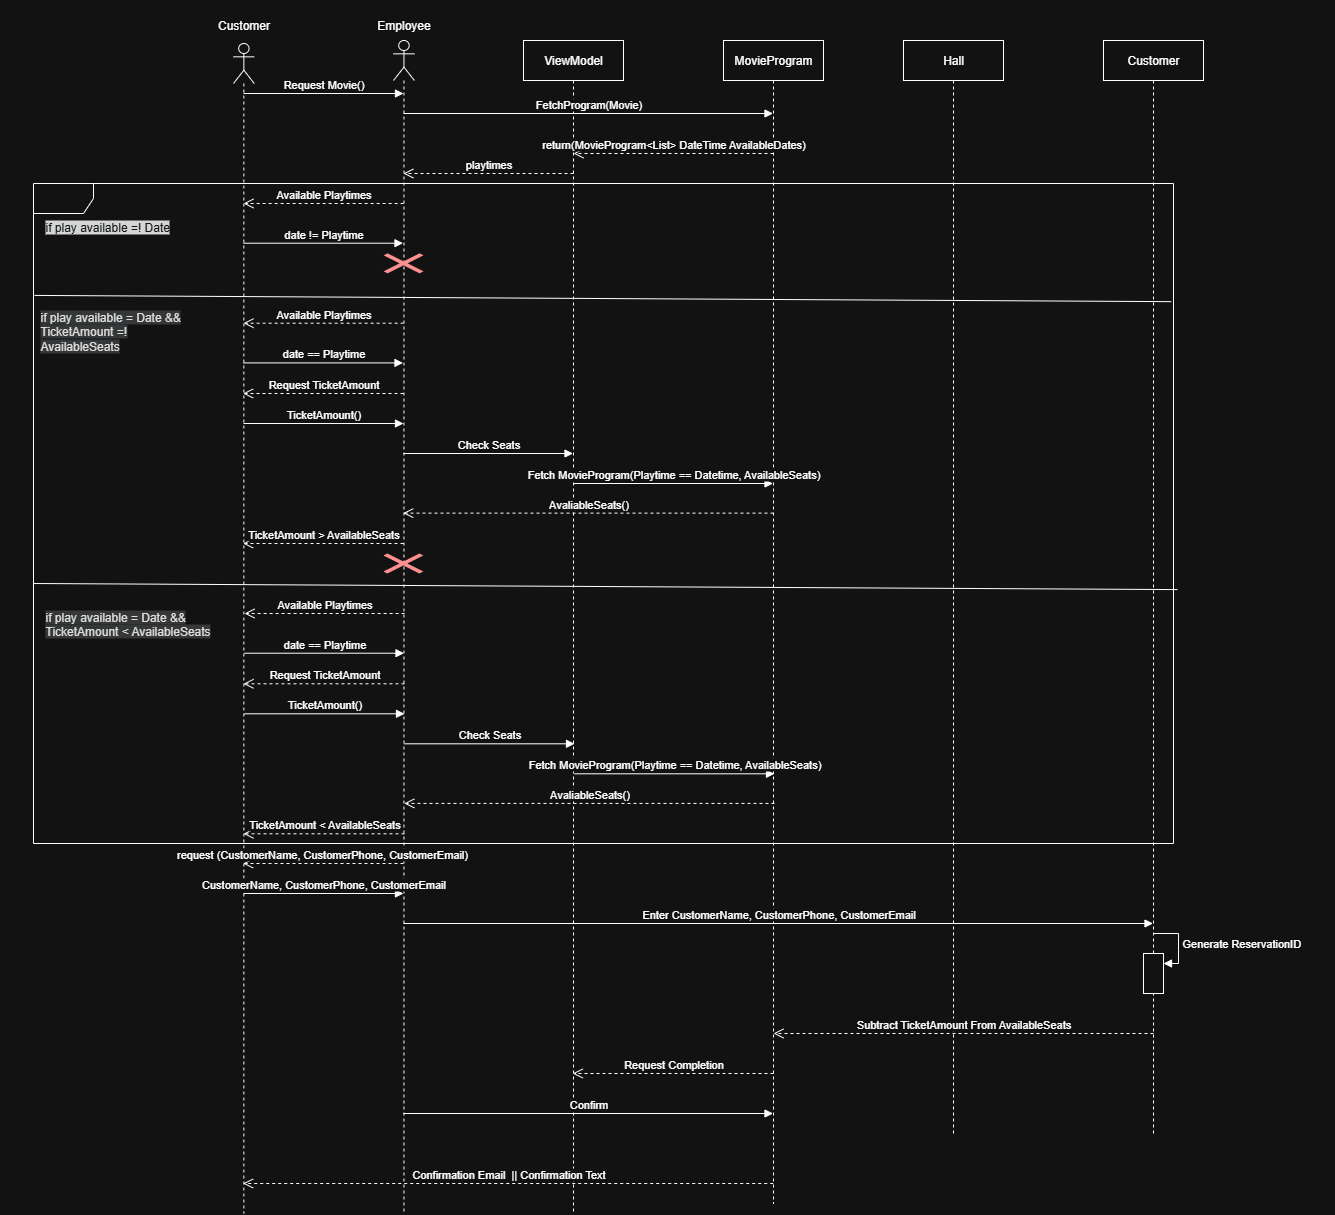 Customer
Employee
ViewModel
MovieProgram
Hall
Customer
Request Movie()
FetchProgram(Movie)
return(MovieProgram<List> DateTime AvailableDates)
playtimes
Available Playtimes
if play available =! Date
date != Playtime
if play available = Date &&
TicketAmount =!
AvailableSeats
Available Playtimes
date == Playtime
Request TicketAmount
TicketAmount()
Check Seats
Fetch MovieProgram(Playtime == Datetime, AvailableSeats)
AvaliableSeats()
TicketAmount > AvailableSeats
if play available = Date &&
TicketAmount < AvailableSeats
Available Playtimes
date == Playtime
Request TicketAmount
TicketAmount()
Check Seats
Fetch MovieProgram(Playtime == Datetime, AvailableSeats)
AvaliableSeats()
TicketAmount < AvailableSeats
request (CustomerName, CustomerPhone, CustomerEmail)
CustomerName, CustomerPhone, CustomerEmail
Enter CustomerName, CustomerPhone, CustomerEmail
Generate ReservationID
Subtract TicketAmount From AvailableSeats
Request Completion
Confirm
Confirmation Email || Confirmation Text